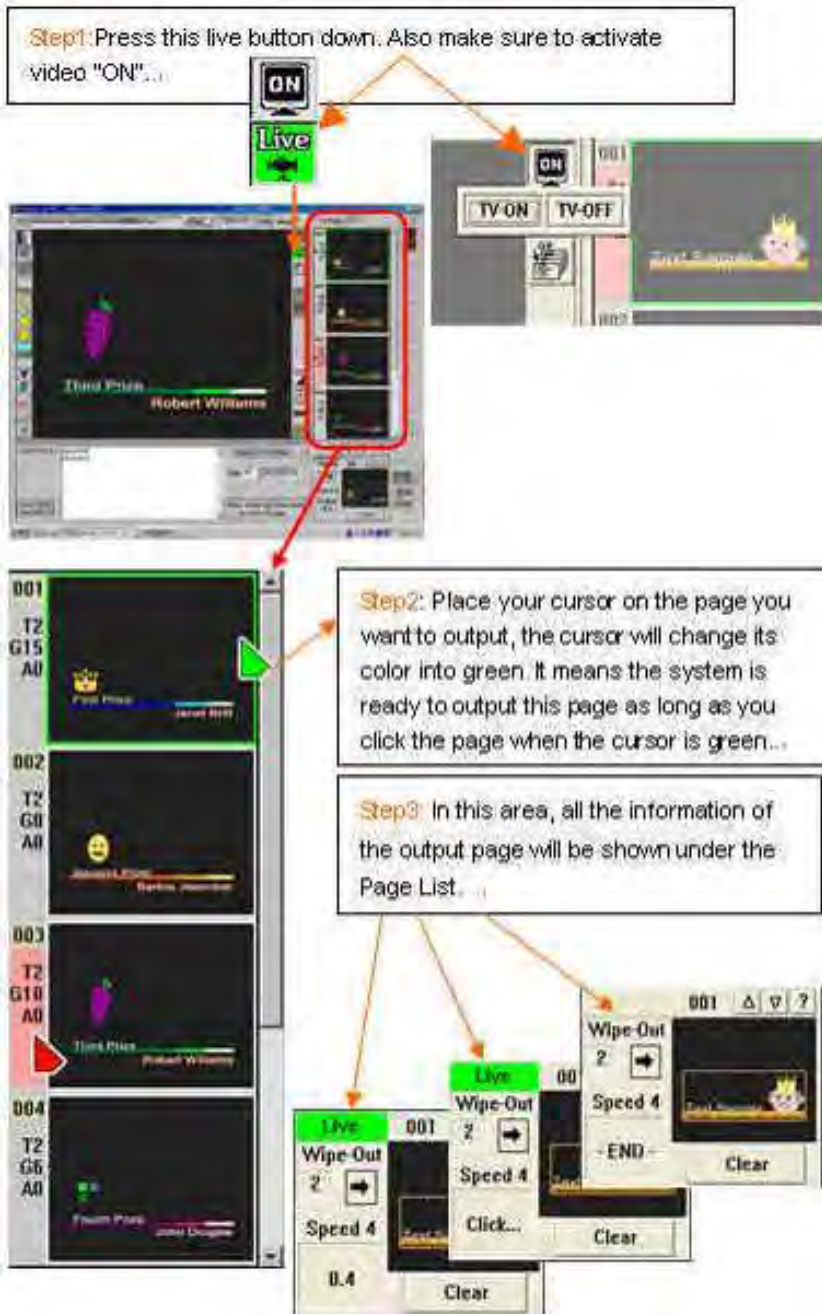 Step1: Press this live button down. Also make sure to activate
video "ON"...
ON
Live
ON
TV-ON TV-OFF
001
002
Third Prize
Robert Williams
001
T2
G15
A0
First Prize
002
T2
G0
A0
003
T2
G10
A0
Third Prize
Robert Williams
004
T2
G6
A0
Step2: Place your cursor on the page you
want to output, the cursor will change its
color into green. It means the system is
ready to output this page as long as you
click the page when the cursor is green...
Step3: In this area, all the information of
the output page will be shown under the
Page List. ...
Live 001
Wipe-Out
2
Speed 4
0.4
Clear
Live 00
Wipe-Out
2
Speed 4
Click...
Clear
001 ?
Wipe-Out
2
Speed 4
- END -
Clear